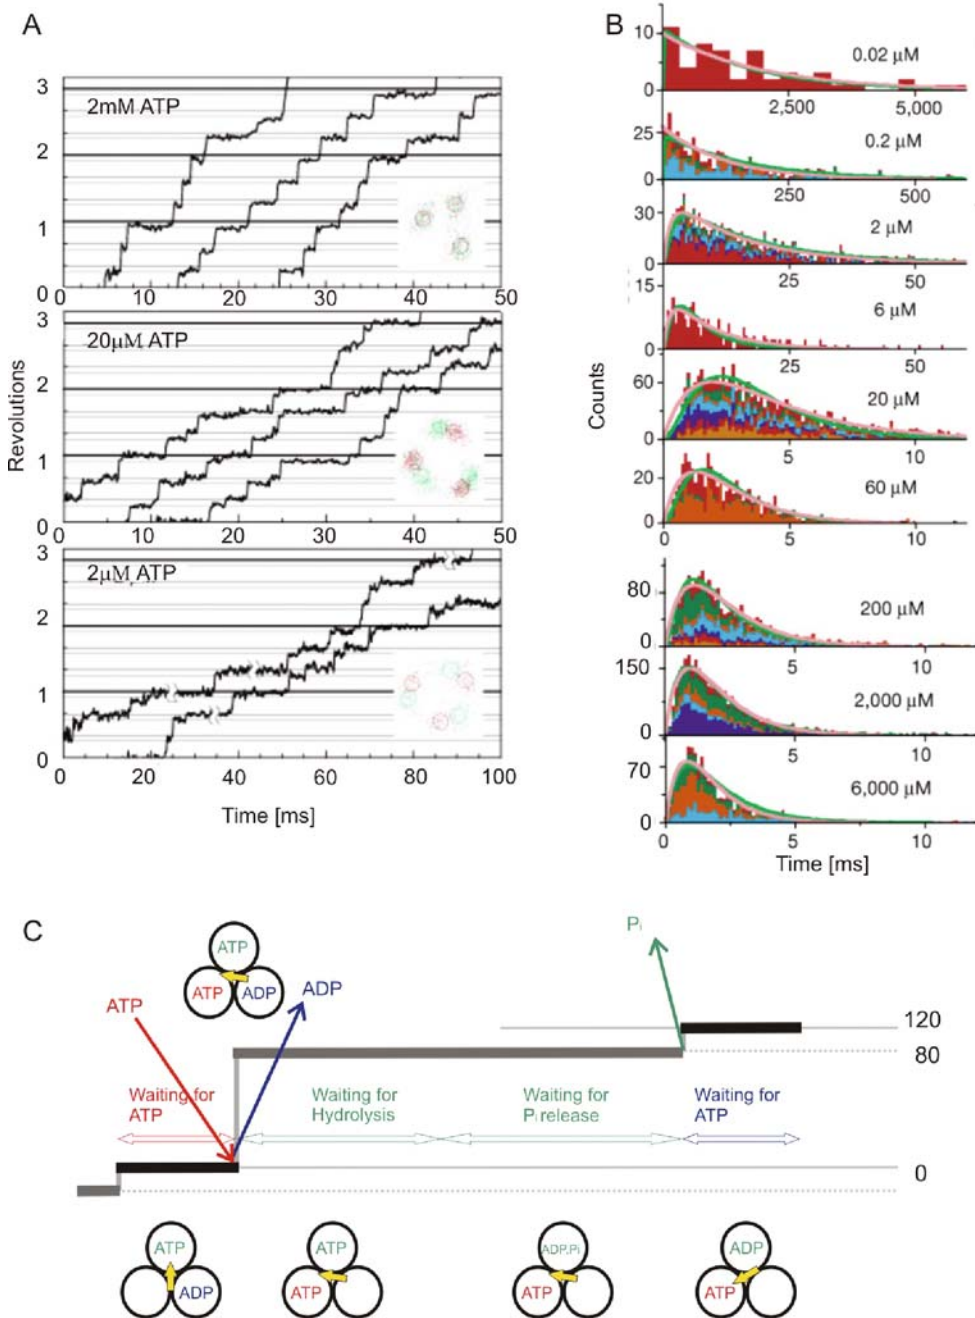 A
B
2mM ATP
3
2
1
0
0 10 20 30 40 50
20µM ATP
3
2
1
0
0 10 20 30 40 50
2µM ATP
3
2
1
0
0 20 40 60 80 100
Revolutions
Time [ms]
10
0
0.02 µM
2,500 5,000
25
0
0.2 µM
250 500
30
0
2 µM
25 50
15
0
6 µM
25 50
60
0
20 µM
5 10
20
0
60 µM
0 5 10
80
0
200 µM
5 10
150
0
2,000 µM
5 10
70
0
6,000 µM
0 5 10
Counts
Time [ms]
C
ATP
ATP ADP
ATP
ADP
Pi
120
80
0
Waiting for
ATP
Waiting for
Hydrolysis
Waiting for
Pi release
Waiting for
ATP
ATP
ADP
ATP
ATP
ADP.Pi
ATP
ADP
ATP